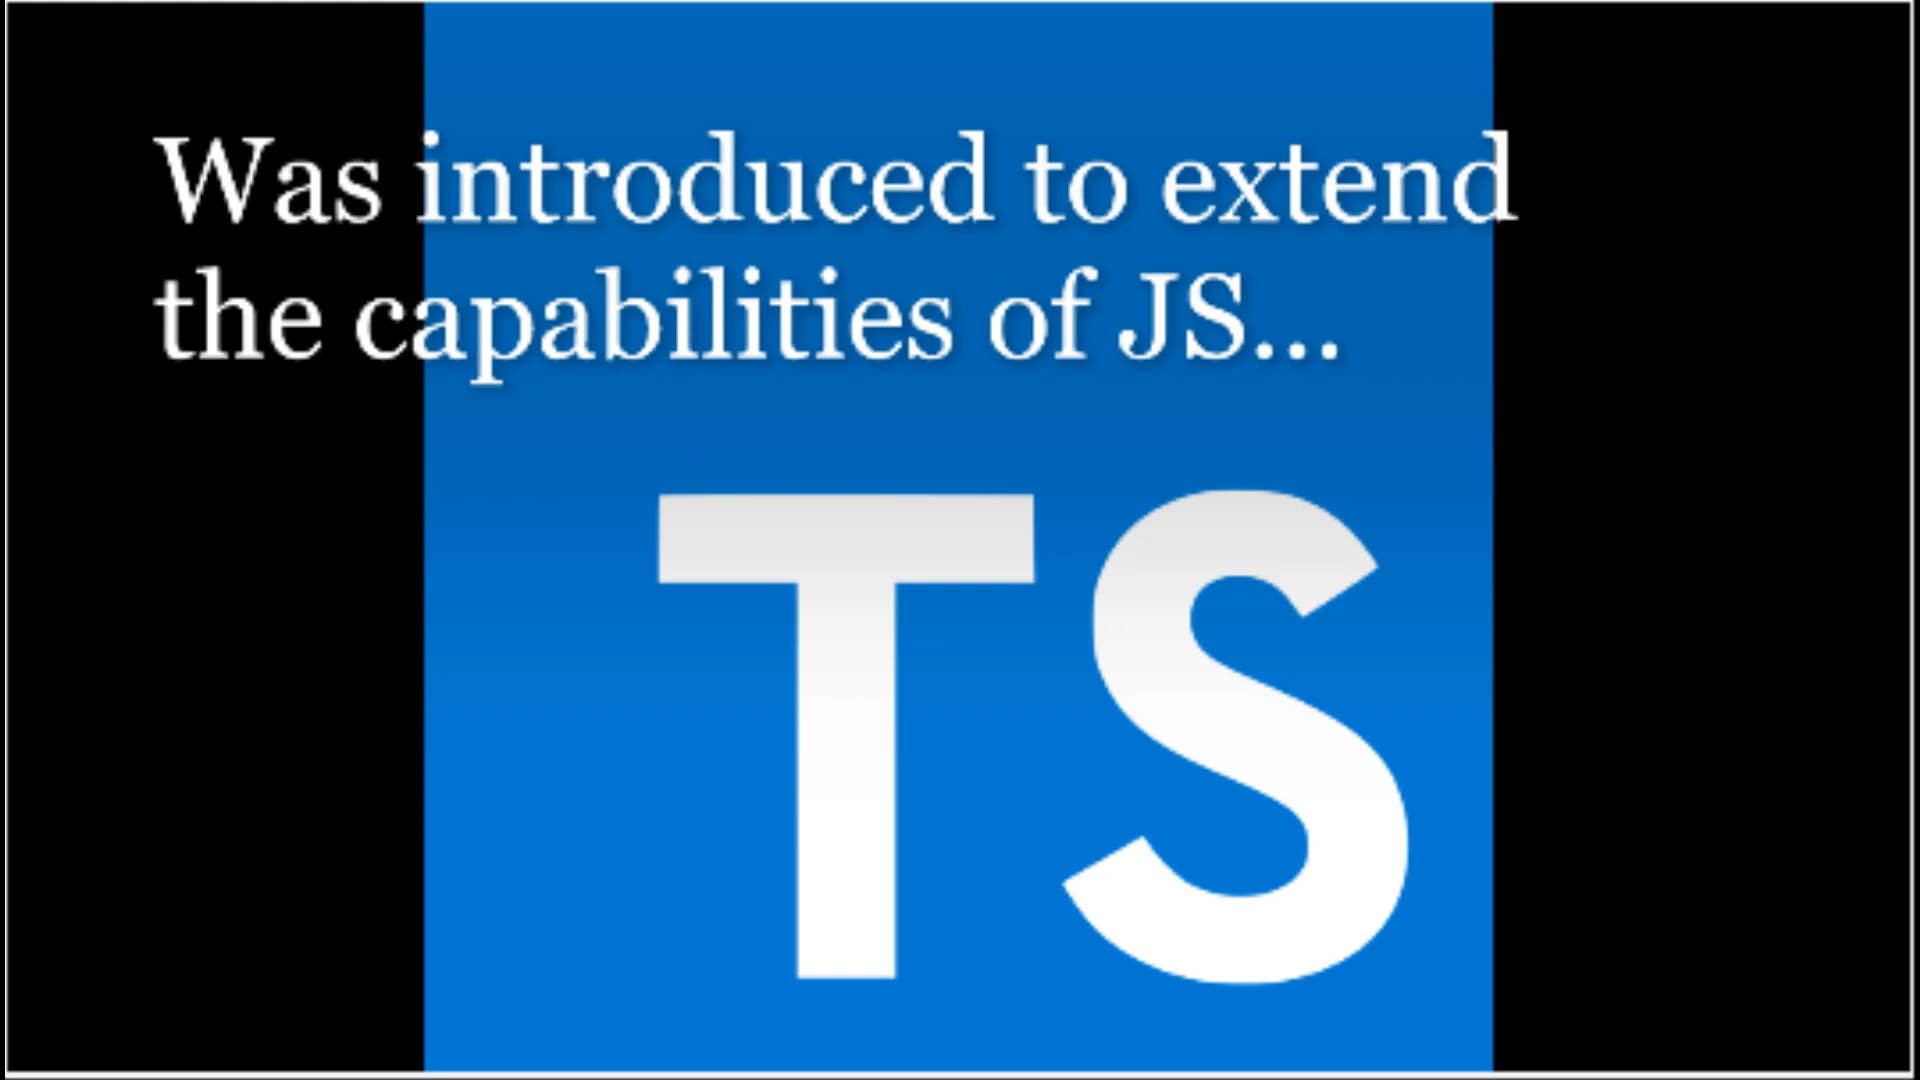 Was introduced to extend
the capabilities of JS...
TS